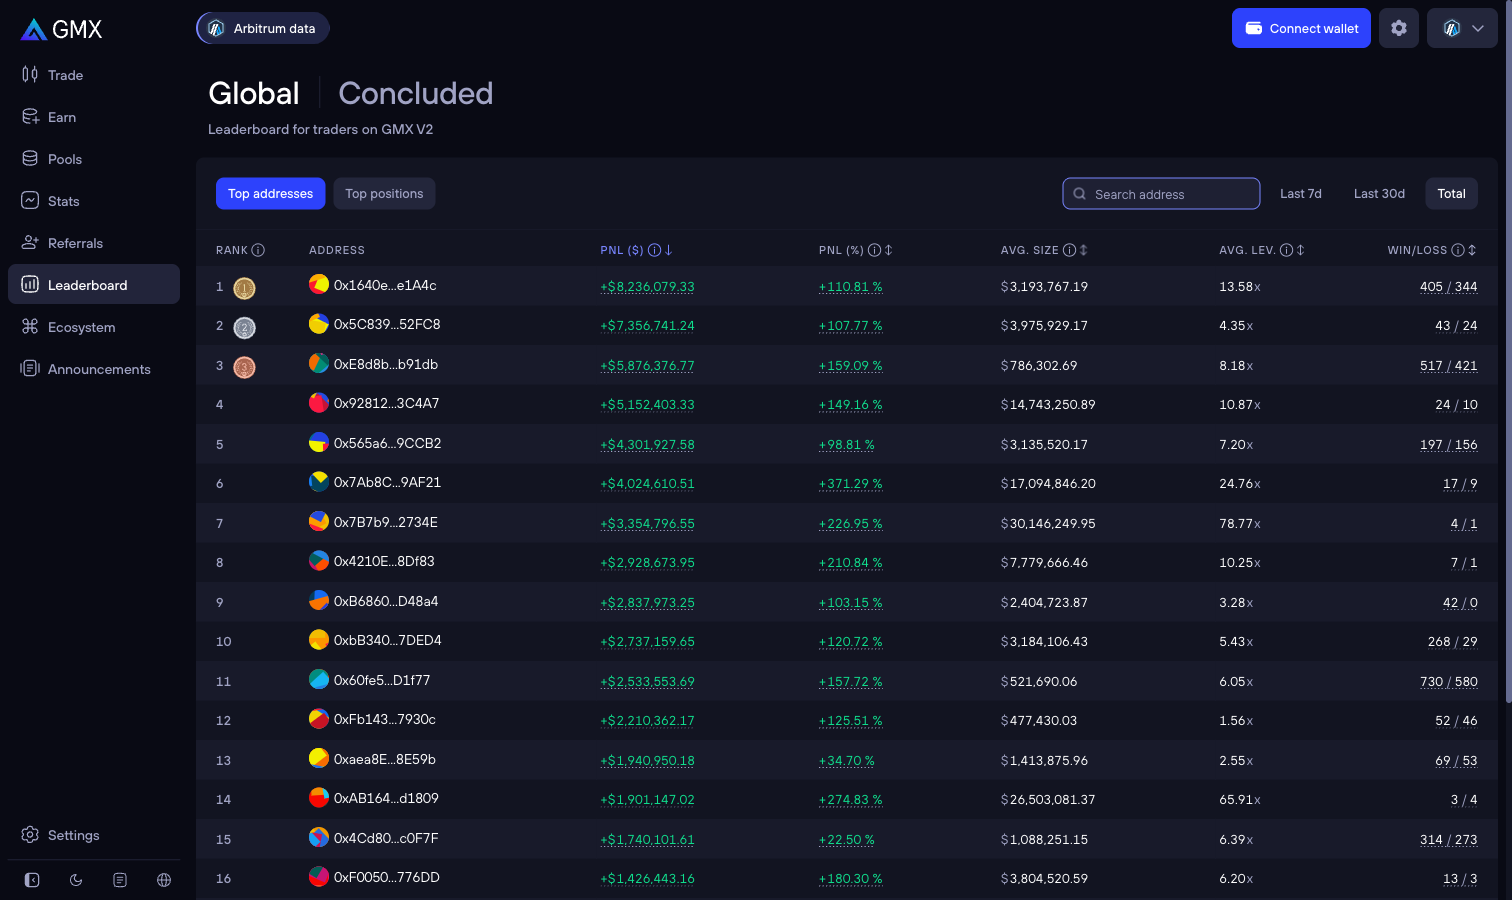 GMX
Arbitrum data
Connect wallet
Trade
Earn
Pools
Stats
Referrals
Leaderboard
Ecosystem
Announcements
Settings
Global
Concluded
Leaderboard for traders on GMX V2
Top addresses
Top positions
Search address
Last 7d
Last 30d
Total
RANK ADDRESS PNL ($) PNL (%) AVG. SIZE AVG. LEV. WIN/LOSS
1 0x1640e...e1A4c +$8,236,079.33 +110.81 % $3,193,767.19 13.58x 405 / 344
2 0x5C839...52FC8 +$7,356,741.24 +107.77 % $3,975,929.17 4.35x 43 / 24
3 0xE8d8b...b91db +$5,876,376.77 +159.09 % $786,302.69 8.18x 517 / 421
4 0x92812...3C4A7 +$5,152,403.33 +149.16 % $14,743,250.89 10.87x 24 / 10
5 0x565a6...9CCB2 +$4,301,927.58 +98.81 % $3,135,520.17 7.20x 197 / 156
6 0x7Ab8C...9AF21 +$4,024,610.51 +371.29 % $17,094,846.20 24.76x 17 / 9
7 0x7B7b9...2734E +$3,354,796.55 +226.95 % $30,146,249.95 78.77x 4 / 1
8 0x4210E...8Df83 +$2,928,673.95 +210.84 % $7,779,666.46 10.25x 7 / 1
9 0xB6860...D48a4 +$2,837,973.25 +103.15 % $2,404,723.87 3.28x 42 / 0
10 0xbB340...7DED4 +$2,737,159.65 +120.72 % $3,184,106.43 5.43x 268 / 29
11 0x60fe5...D1f77 +$2,533,553.69 +157.72 % $521,690.06 6.05x 730 / 580
12 0xFb143...7930c +$2,210,362.17 +125.51 % $477,430.03 1.56x 52 / 46
13 0xaea8E...8E59b +$1,940,950.18 +34.70 % $1,413,875.96 2.55x 69 / 53
14 0xAB164...d1809 +$1,901,147.02 +274.83 % $26,503,081.37 65.91x 3 / 4
15 0x4Cd80...c0F7F +$1,740,101.61 +22.50 % $1,088,251.15 6.39x 314 / 273
16 0xF0050...776DD +$1,426,443.16 +180.30 % $3,804,520.59 6.20x 13 / 3